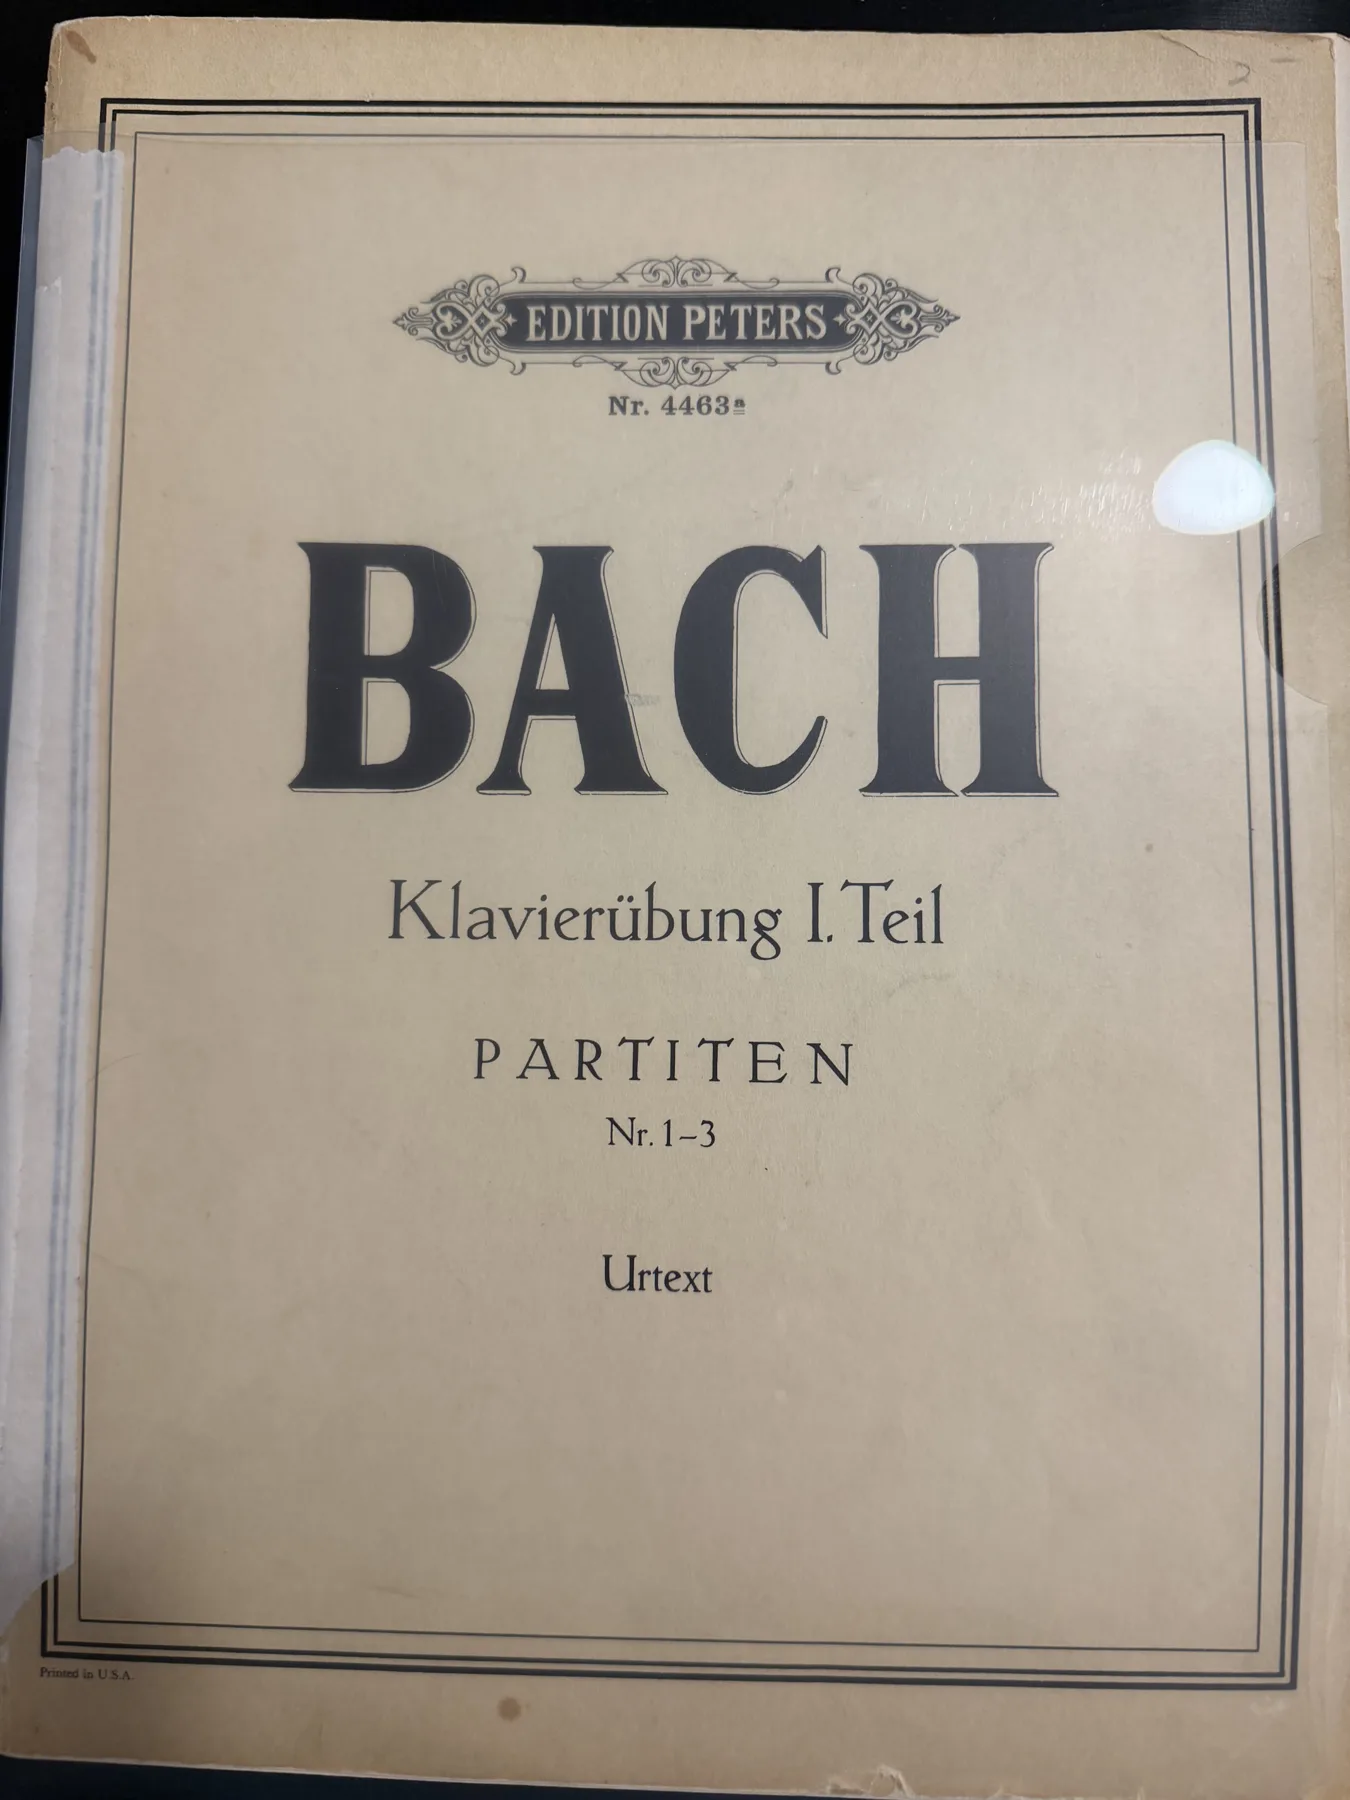 EDITION PETERS
Nr. 4463a
BACH
Klavierübung I. Teil
PARTITEN
Nr. 1–3
Urtext
Printed in U.S.A.